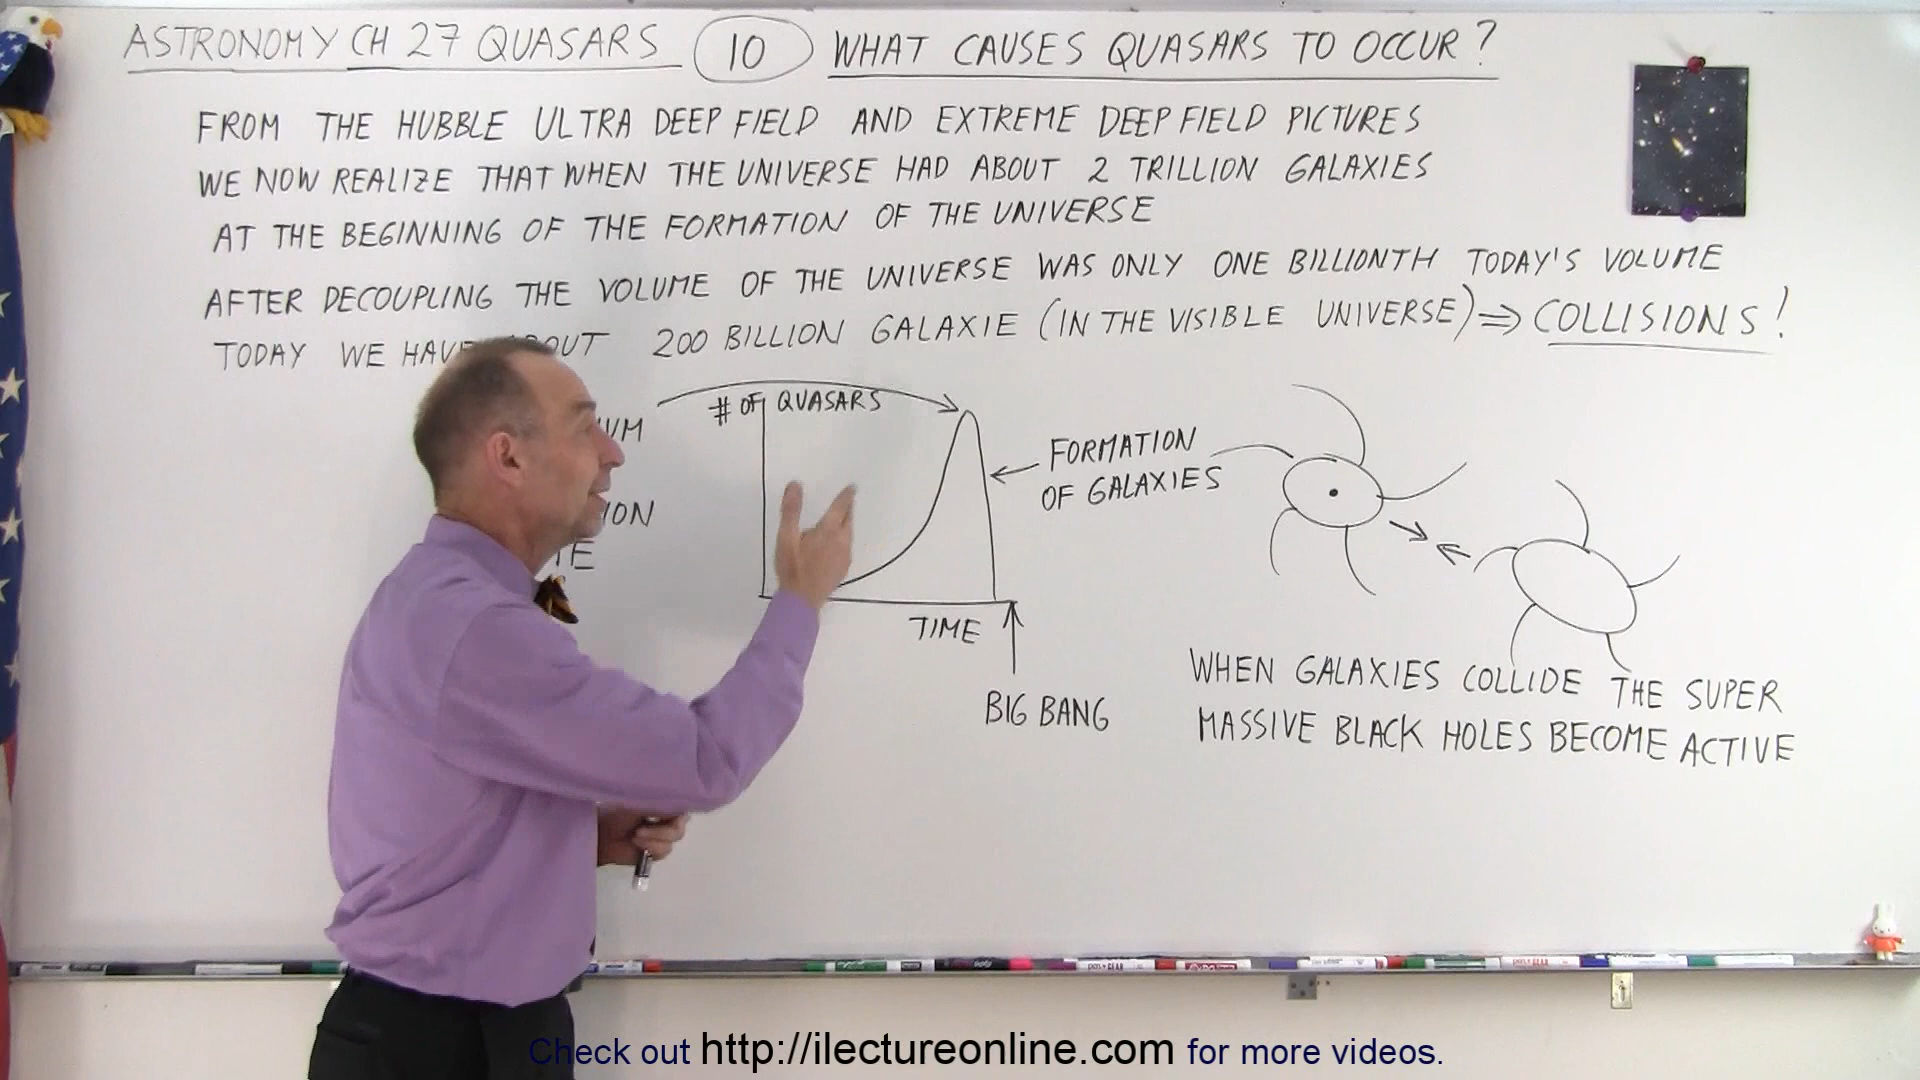 ASTRONOMY CH 27 QUASARS 10 WHAT CAUSES QUASARS TO OCCUR?
FROM THE HUBBLE ULTRA DEEP FIELD AND EXTREME DEEP FIELD PICTURES
WE NOW REALIZE THAT WHEN THE UNIVERSE HAD ABOUT 2 TRILLION GALAXIES
AT THE BEGINNING OF THE FORMATION OF THE UNIVERSE
AFTER DECOUPLING THE VOLUME OF THE UNIVERSE WAS ONLY ONE BILLIONTH TODAY'S VOLUME
TODAY WE HAVE 200 BILLION GALAXIE (IN THE VISIBLE UNIVERSE) ⇒ COLLISIONS!
# OF QUASARS
FORMATION
OF GALAXIES
TIME
BIG BANG
WHEN GALAXIES COLLIDE THE SUPER
MASSIVE BLACK HOLES BECOME ACTIVE
Check out http://ilectureonline.com for more videos.